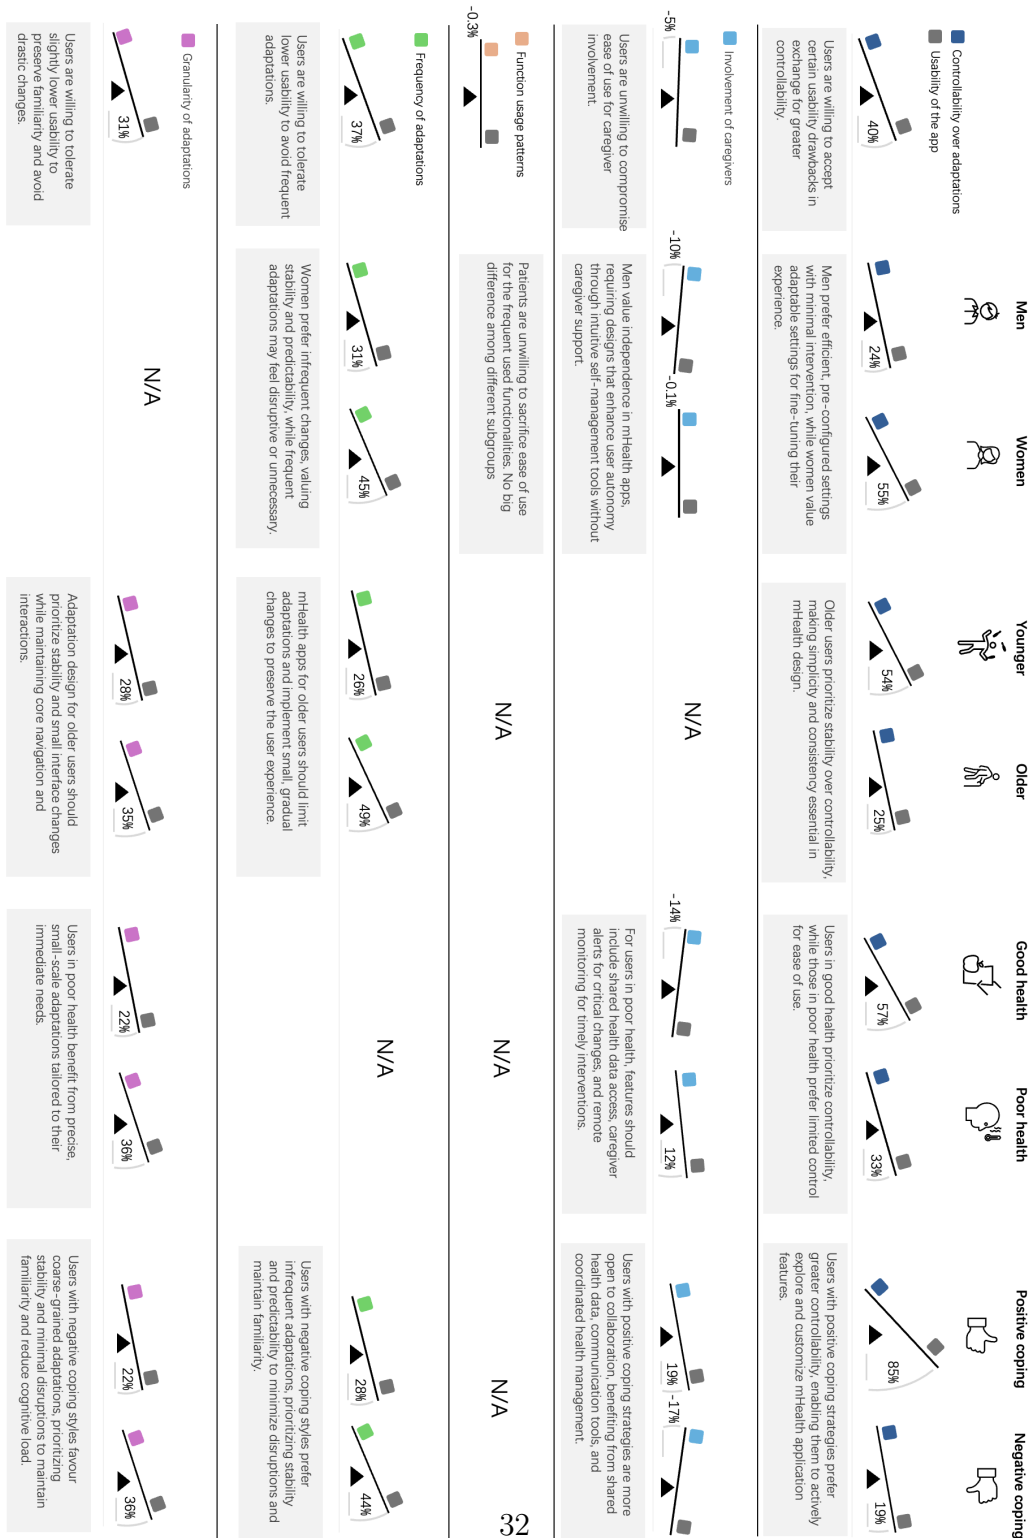 Men
Women
Younger
Older
Good health
Poor health
Positive coping
Negative coping
Controllability over adaptations
Usability of the app
40%
24%
55%
54%
25%
57%
33%
85%
19%
Users are willing to accept
certain usability drawbacks in
exchange for greater
controllability.
Men prefer efficient, pre-configured settings
with minimal intervention, while women value
adaptable settings for fine-tuning their
experience.
Older users prioritize stability over controllability,
making simplicity and consistency essential in
mHealth design.
Users in good health prioritize controllability,
while those in poor health prefer limited control
for ease of use.
Users with positive coping strategies prefer
greater controllability, enabling them to actively
explore and customize mHealth application
features.
Involvement of caregivers
-5%
-10%
-0.1%
N/A
-14%
12%
19%
-17%
Users are unwilling to compromise
ease of use for caregiver
involvement.
Men value independence in mHealth apps,
requiring designs that enhance user autonomy
through intuitive self-management tools without
caregiver support.
For users in poor health, features should
include shared health data access, caregiver
alerts for critical changes, and remote
monitoring for timely interventions.
Users with positive coping strategies are more
open to collaboration, benefiting from shared
health data, communication tools, and
coordinated health management.
Function usage patterns
-0.3%
Patients are unwilling to sacrifice ease of use
for the frequent used functionalities. No big
difference among different subgroups
N/A
N/A
N/A
Frequency of adaptations
37%
31%
45%
26%
49%
N/A
28%
44%
Users are willing to tolerate
lower usability to avoid frequent
adaptations.
Women prefer infrequent changes, valuing
stability and predictability, while frequent
adaptations may feel disruptive or unnecessary.
mHealth apps for older users should limit
adaptations and implement small, gradual
changes to preserve the user experience.
Users with negative coping styles prefer
infrequent adaptations, prioritizing stability
and predictability to minimize disruptions and
maintain familiarity.
Granularity of adaptations
31%
N/A
28%
35%
22%
36%
22%
36%
Users are willing to tolerate
slightly lower usability to
preserve familiarity and avoid
drastic changes.
Adaptation design for older users should
prioritize stability and small interface changes
while maintaining core navigation and
interactions.
Users in poor health benefit from precise,
small-scale adaptations tailored to their
immediate needs.
Users with negative coping styles favour
coarse-grained adaptations, prioritizing
stability and minimal disruptions to maintain
familiarity and reduce cognitive load.
32